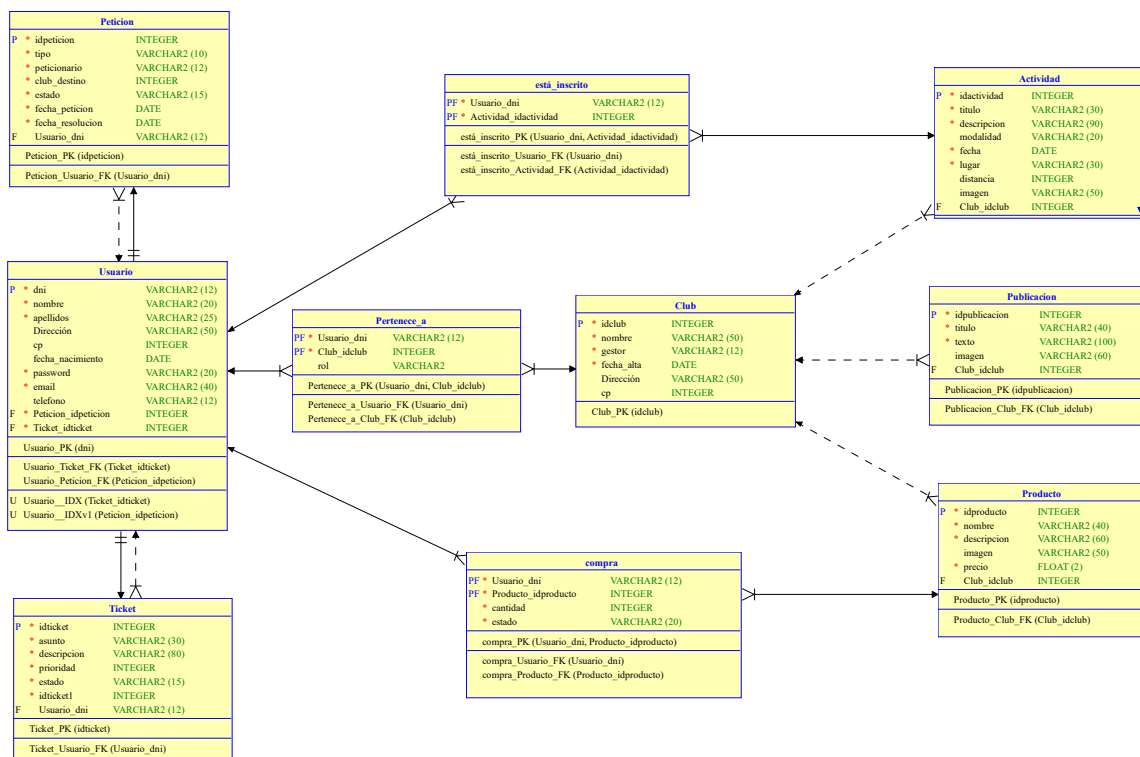 Peticion
P * idpeticion INTEGER
* tipo VARCHAR2 (10)
* peticionario VARCHAR2 (12)
* club_destino INTEGER
* estado VARCHAR2 (15)
* fecha_peticion DATE
* fecha_resolucion DATE
F Usuario_dni VARCHAR2 (12)
Peticion_PK (idpeticion)
Peticion_Usuario_FK (Usuario_dni)
está_inscrito
PF * Usuario_dni VARCHAR2 (12)
PF * Actividad_idactividad INTEGER
está_inscrito_PK (Usuario_dni, Actividad_idactividad)
está_inscrito_Usuario_FK (Usuario_dni)
está_inscrito_Actividad_FK (Actividad_idactividad)
Actividad
P * idactividad INTEGER
* titulo VARCHAR2 (30)
* descripcion VARCHAR2 (90)
modalidad VARCHAR2 (20)
* fecha DATE
* lugar VARCHAR2 (30)
distancia INTEGER
imagen VARCHAR2 (50)
F Club_idclub INTEGER
Usuario
P * dni VARCHAR2 (12)
* nombre VARCHAR2 (20)
* apellidos VARCHAR2 (25)
Dirección VARCHAR2 (50)
cp INTEGER
fecha_nacimiento DATE
* password VARCHAR2 (20)
* email VARCHAR2 (40)
telefono VARCHAR2 (12)
F * Peticion_idpeticion INTEGER
F * Ticket_idticket INTEGER
Usuario_PK (dni)
Usuario_Ticket_FK (Ticket_idticket)
Usuario_Peticion_FK (Peticion_idpeticion)
U Usuario__IDX (Ticket_idticket)
U Usuario__IDXv1 (Peticion_idpeticion)
Pertenece_a
PF * Usuario_dni VARCHAR2 (12)
PF * Club_idclub INTEGER
rol VARCHAR2
Pertenece_a_PK (Usuario_dni, Club_idclub)
Pertenece_a_Usuario_FK (Usuario_dni)
Pertenece_a_Club_FK (Club_idclub)
Club
P * idclub INTEGER
* nombre VARCHAR2 (50)
* gestor VARCHAR2 (12)
* fecha_alta DATE
Dirección VARCHAR2 (50)
cp INTEGER
Club_PK (idclub)
Publicacion
P * idpublicacion INTEGER
* titulo VARCHAR2 (40)
* texto VARCHAR2 (100)
imagen VARCHAR2 (60)
F Club_idclub INTEGER
Publicacion_PK (idpublicacion)
Publicacion_Club_FK (Club_idclub)
Producto
P * idproducto INTEGER
* nombre VARCHAR2 (40)
* descripcion VARCHAR2 (60)
imagen VARCHAR2 (50)
* precio FLOAT (2)
F Club_idclub INTEGER
Producto_PK (idproducto)
Producto_Club_FK (Club_idclub)
compra
PF * Usuario_dni VARCHAR2 (12)
PF * Producto_idproducto INTEGER
* cantidad INTEGER
* estado VARCHAR2 (20)
compra_PK (Usuario_dni, Producto_idproducto)
compra_Usuario_FK (Usuario_dni)
compra_Producto_FK (Producto_idproducto)
Ticket
P * idticket INTEGER
* asunto VARCHAR2 (30)
* descripcion VARCHAR2 (80)
* prioridad INTEGER
* estado VARCHAR2 (15)
* idticket1 INTEGER
F Usuario_dni VARCHAR2 (12)
Ticket_PK (idticket)
Ticket_Usuario_FK (Usuario_dni)